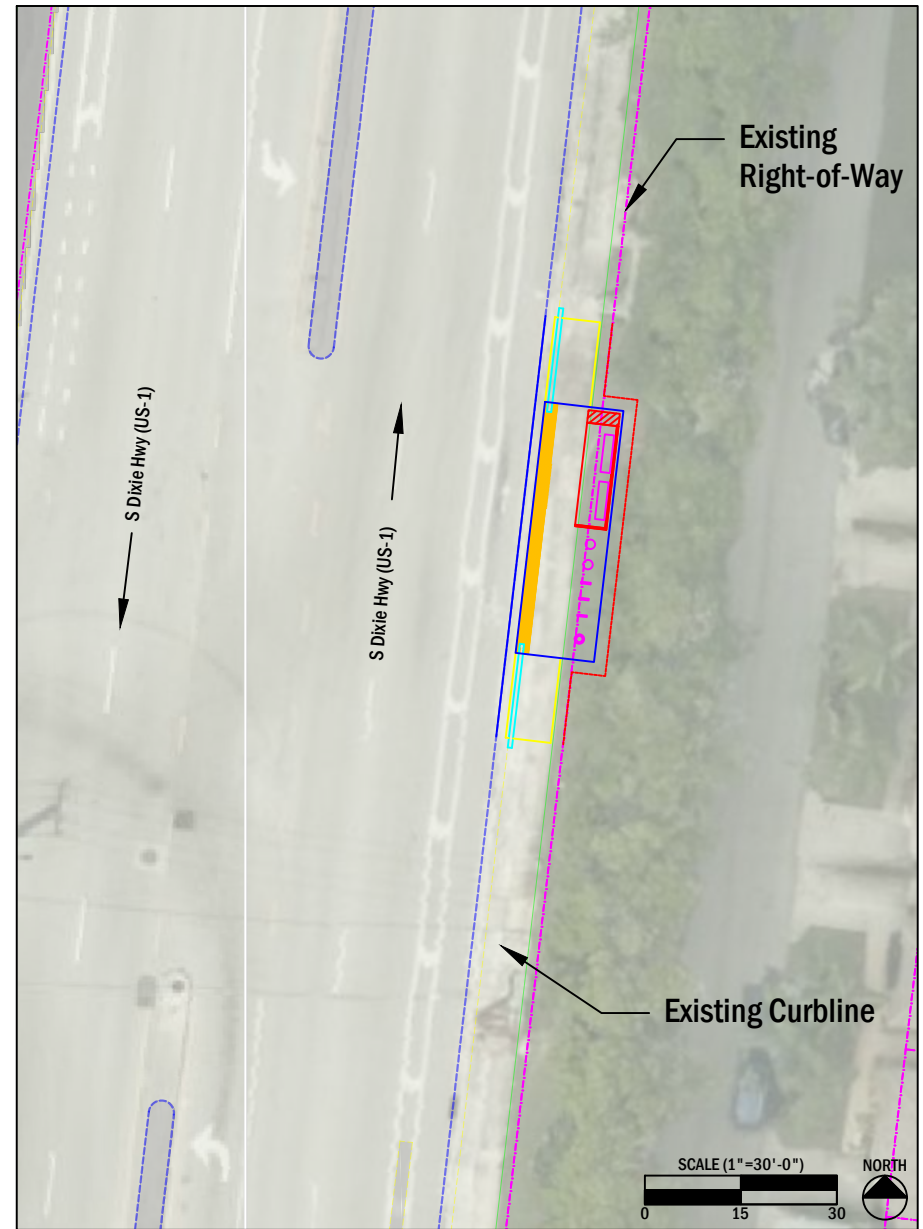 Existing
Right-of-Way
S Dixie Hwy (US-1)
S Dixie Hwy (US-1)
Existing Curbline
SCALE (1"=30'-0")
NORTH
0 15 30